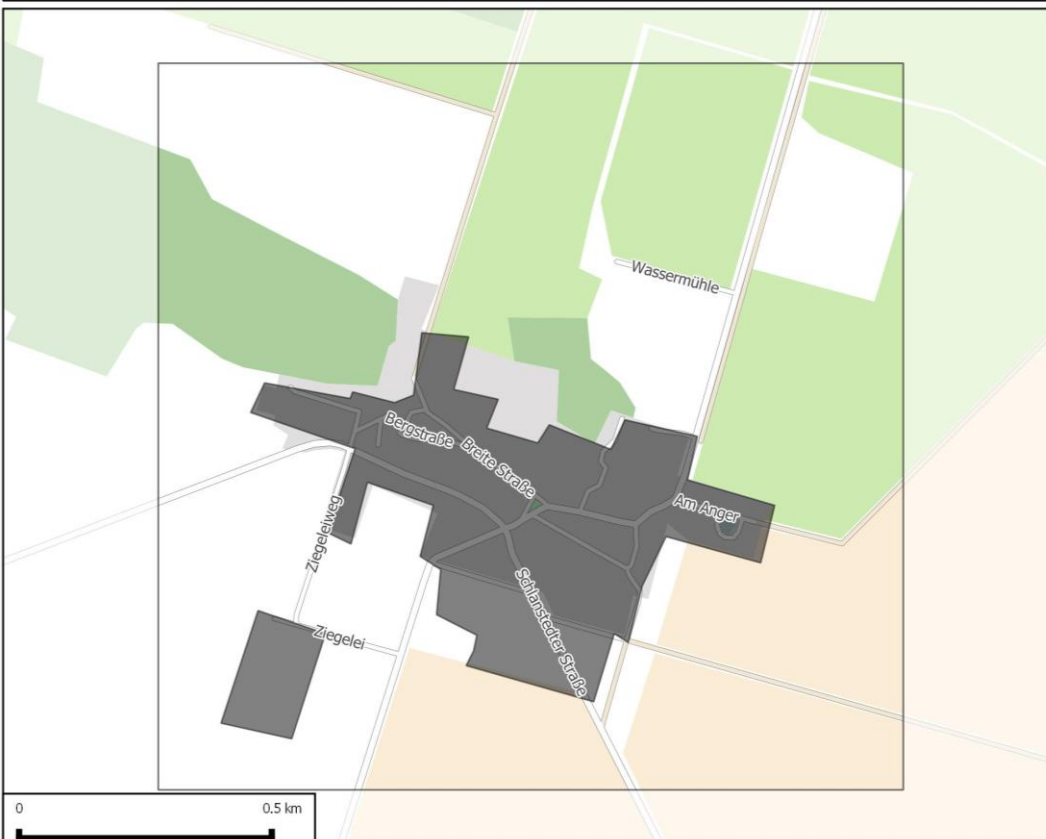 Wassermühle
Bergstraße
Breite Straße
Am Anger
Ziegeleiweg
Schlanstedter Straße
Ziegelei
0 0.5 km